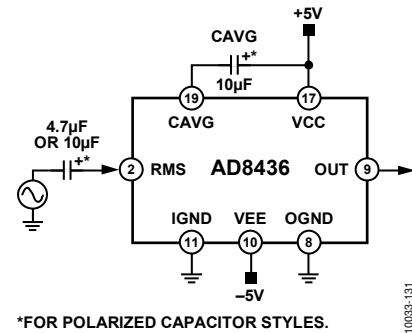 +5V
CAVG
+*
10µF
19
CAVG
17
VCC
4.7µF
OR 10µF
+*
2
RMS
AD8436
OUT
9
IGND
VEE
OGND
11
10
8
–5V
*FOR POLARIZED CAPACITOR STYLES.
10033-131